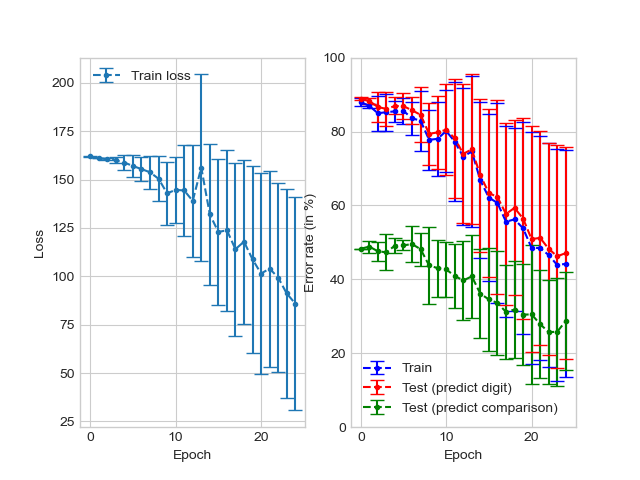 Train loss
200
175
150
125
100
75
50
25
Loss
0
10
20
Epoch
100
80
60
40
20
0
Error rate (in %)
Train
Test (predict digit)
Test (predict comparison)
0
10
20
Epoch